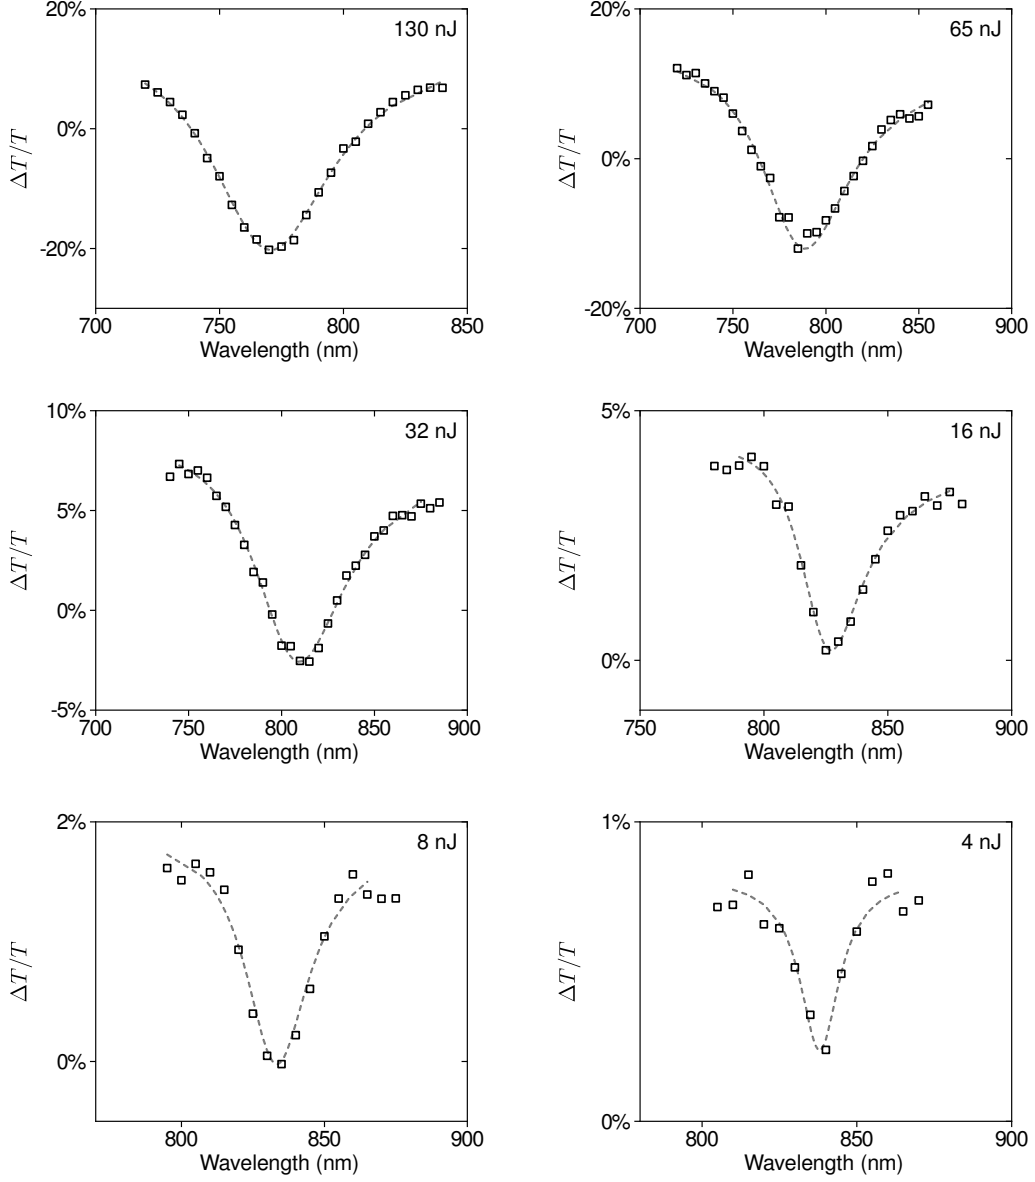 20%
0%
-20%
700
750
800
850
ΔT/T
Wavelength (nm)
130 nJ
20%
0%
-20%
700
750
800
850
900
ΔT/T
Wavelength (nm)
65 nJ
10%
5%
0%
-5%
700
750
800
850
900
ΔT/T
Wavelength (nm)
32 nJ
5%
0%
750
800
850
900
ΔT/T
Wavelength (nm)
16 nJ
2%
0%
800
850
900
ΔT/T
Wavelength (nm)
8 nJ
1%
0%
800
850
900
ΔT/T
Wavelength (nm)
4 nJ